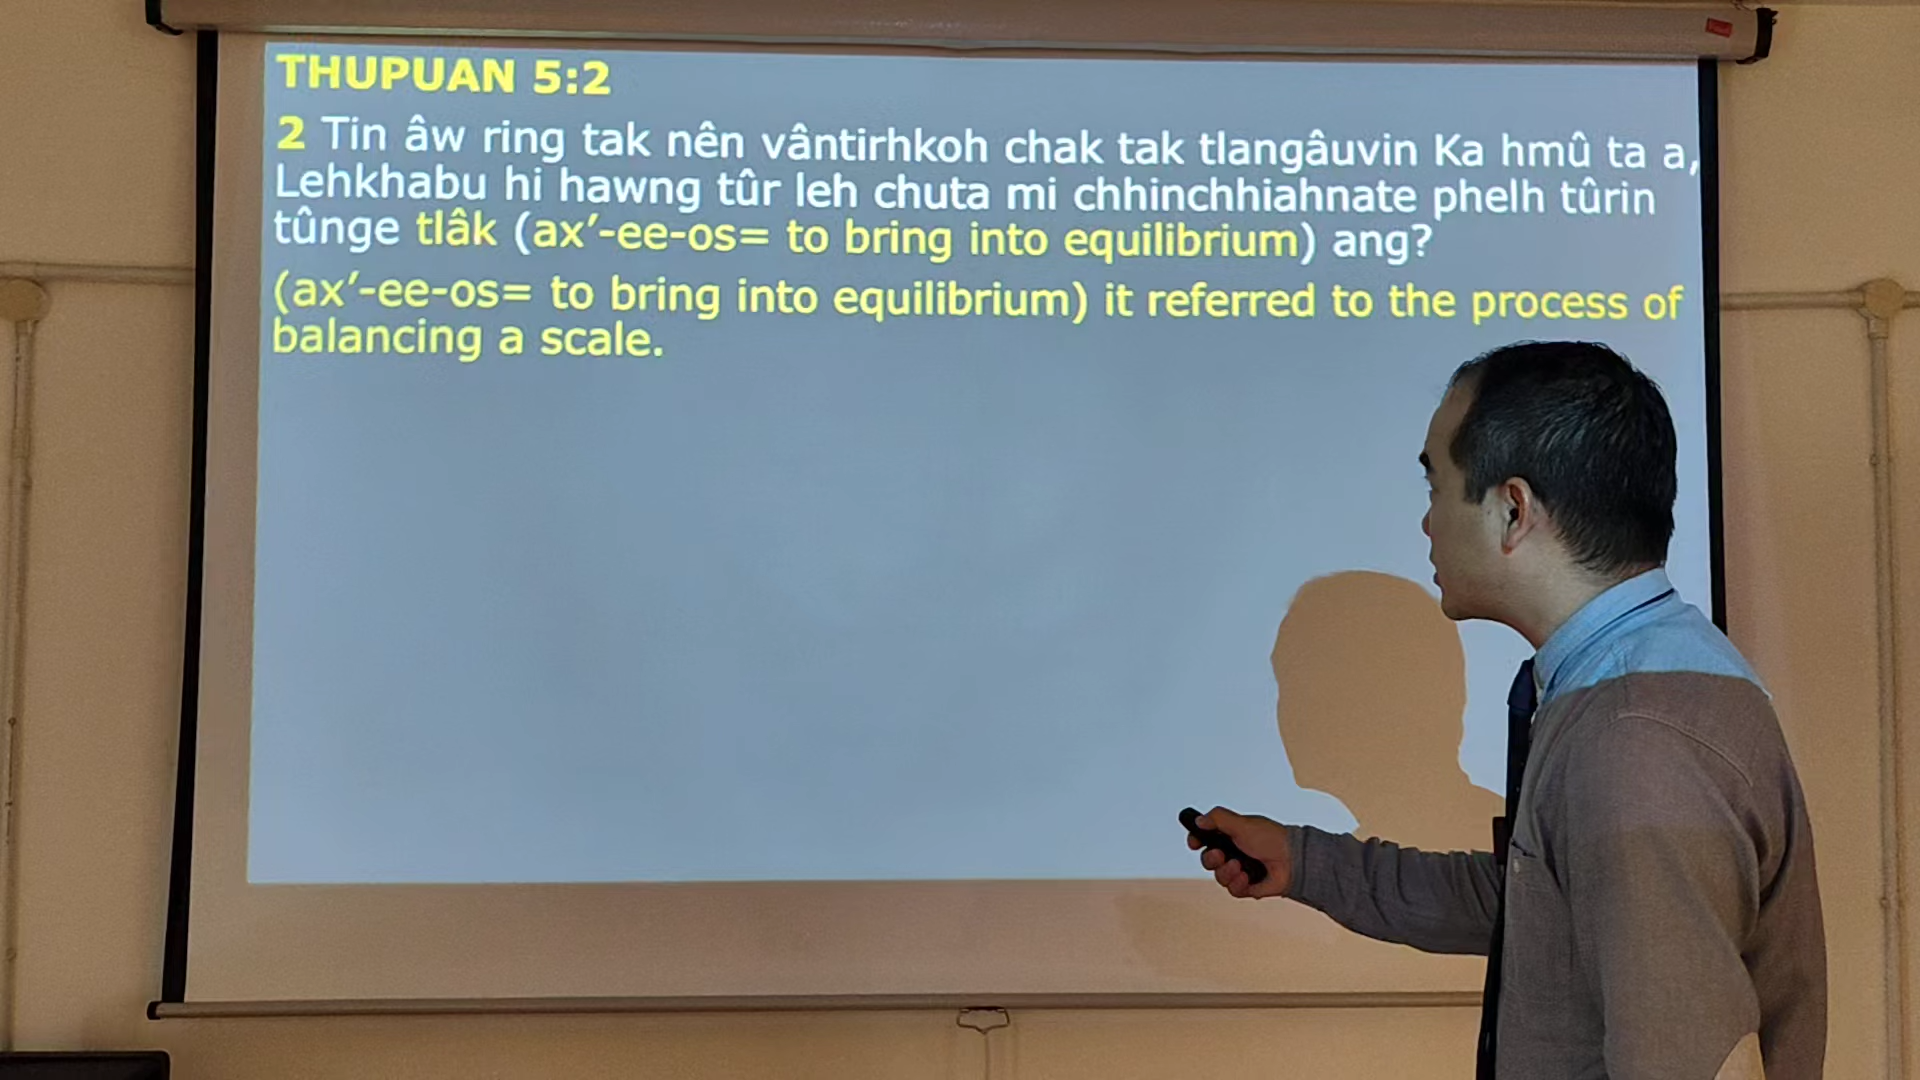 THUPUAN 5:2
2 Tin âw ring tak nên vântirhkoh chak tak tlangâuvin Ka hmû ta a,
Lehkhabu hi hawng tûr leh chuta mi chhinchhiahnate phelh tûrin
tûnge tlâk (ax′-ee-os= to bring into equilibrium) ang?
(ax′-ee-os= to bring into equilibrium) it referred to the process of
balancing a scale.